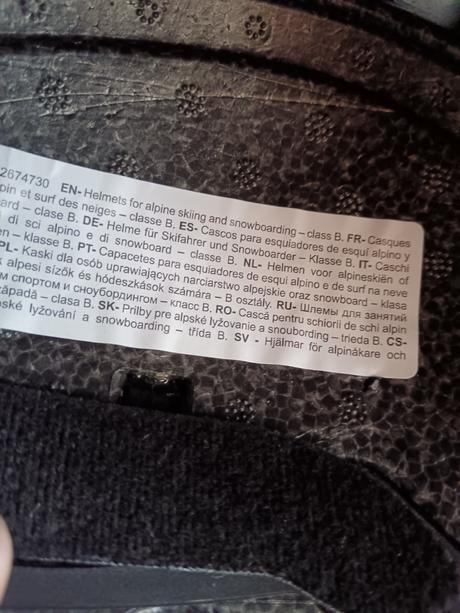 2674730 EN- Helmets for alpine skiing and snowboarding – class B. FR- Casques
pin et surf des neiges – classe B. ES- Cascos para esquiadores de esquí alpino y
ard – clase B. DE- Helme für Skifahrer und Snowboarder – Klasse B. IT- Caschi
di sci alpino e di snowboard – classe B. NL- Helmen voor alpineskiën of
en – klasse B. PT- Capacetes para esquiadores de esqui alpino e de surf na neve
PL- Kaski dla osób uprawiających narciarstwo alpejskie oraz snowboard – klasa
alpesi sízők és hódeszkások számára – B osztály. RU- Шлемы для занятий
м спортом и сноубордингом – класс B. RO- Cască pentru schiorii de schi alpin
západă – clasa B. SK- Prilby pre alpské lyžovanie a snoubording – trieda B. CS-
ské lyžování a snowboarding – třída B. SV - Hjälmar för alpinåkare och